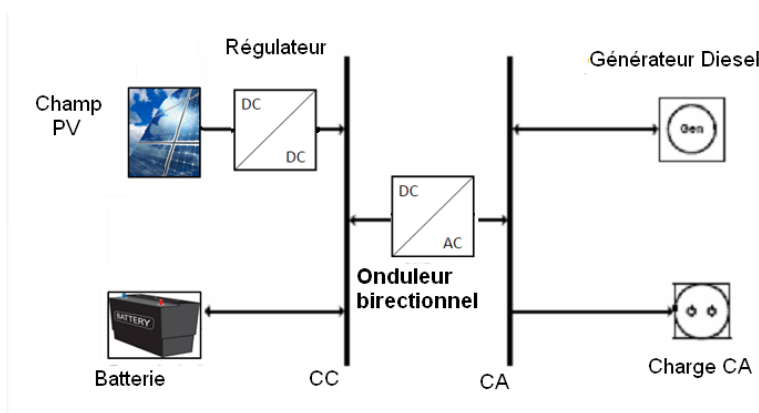 Régulateur
Générateur Diesel
Champ
PV
DC
DC
Gen
DC
AC
Onduleur
birectionnel
BATTERY
Batterie
CC
CA
Charge CA